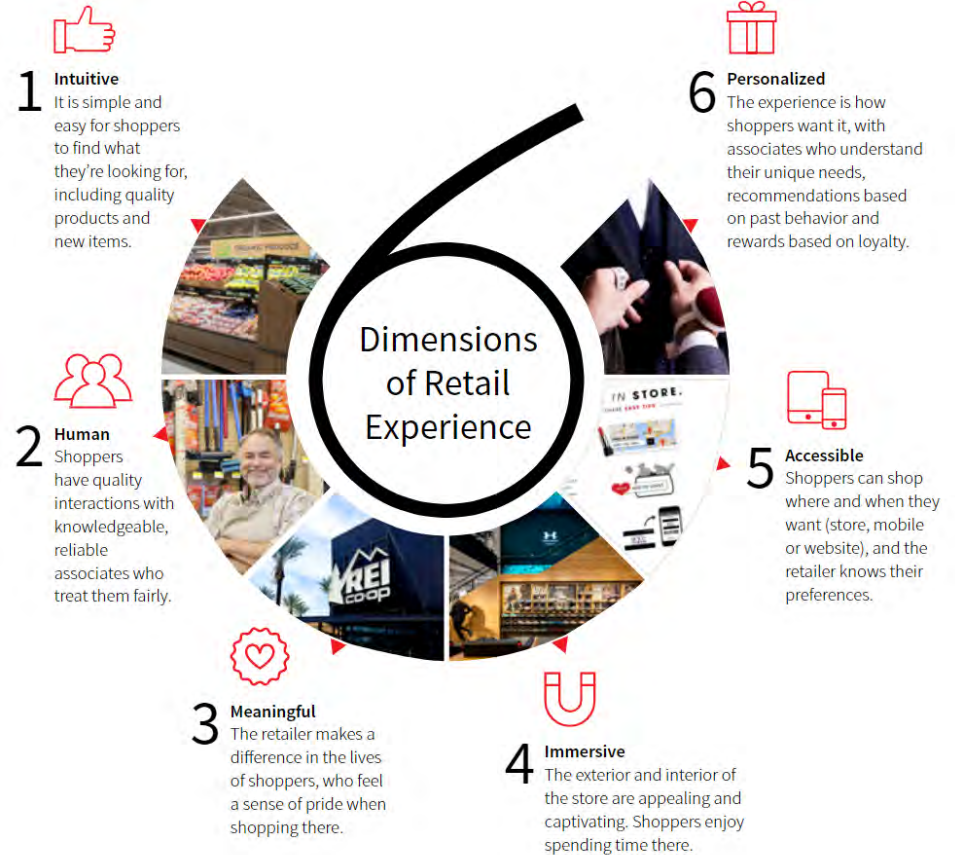 1
Intuitive
It is simple and
easy for shoppers
to find what
they’re looking for,
including quality
products and
new items.
6
Personalized
The experience is how
shoppers want it, with
associates who understand
their unique needs,
recommendations based
on past behavior and
rewards based on loyalty.
ORGANIC PRODUCE
6
Dimensions
of Retail
Experience
2
Human
Shoppers
have quality
interactions with
knowledgeable,
reliable
associates who
treat them fairly.
IN STORE.
EASY
5
Accessible
Shoppers can shop
where and when they
want (store, mobile
or website), and the
retailer knows their
preferences.
REI
co·op
3
Meaningful
The retailer makes a
difference in the lives
of shoppers, who feel
a sense of pride when
shopping there.
4
Immersive
The exterior and interior of
the store are appealing and
captivating. Shoppers enjoy
spending time there.